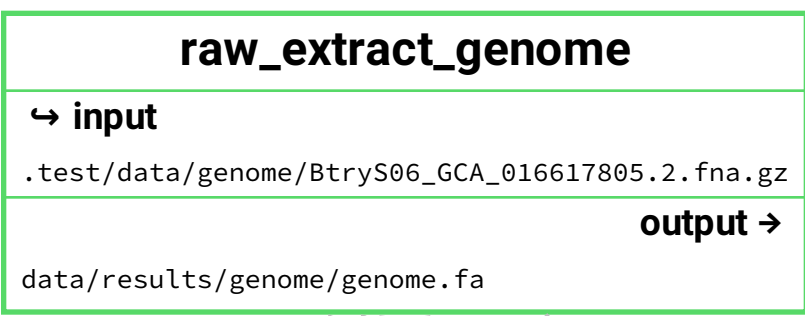 raw_extract_genome
↪ input
.test/data/genome/BtryS06_GCA_016617805.2.fna.gz
output →
data/results/genome/genome.fa